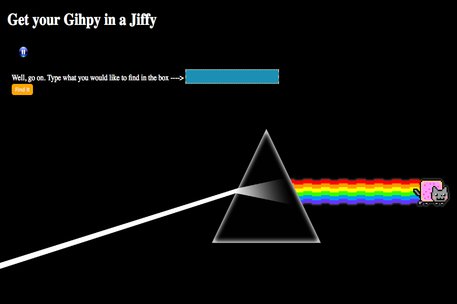 Get your Gihpy in a Jiffy
Well, go on. Type what you would like to find in the box ---->
Find it